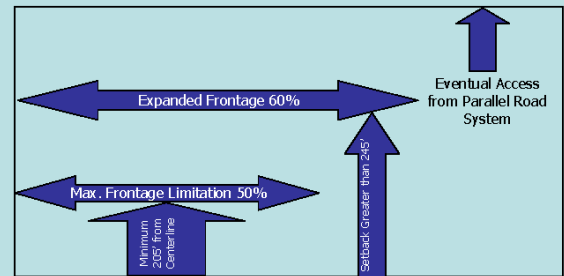 Eventual Access
from Parallel Road
System
Expanded Frontage 60%
Setback Greater than 245'
Max. Frontage Limitation 50%
Minimum
205' from
Centerline